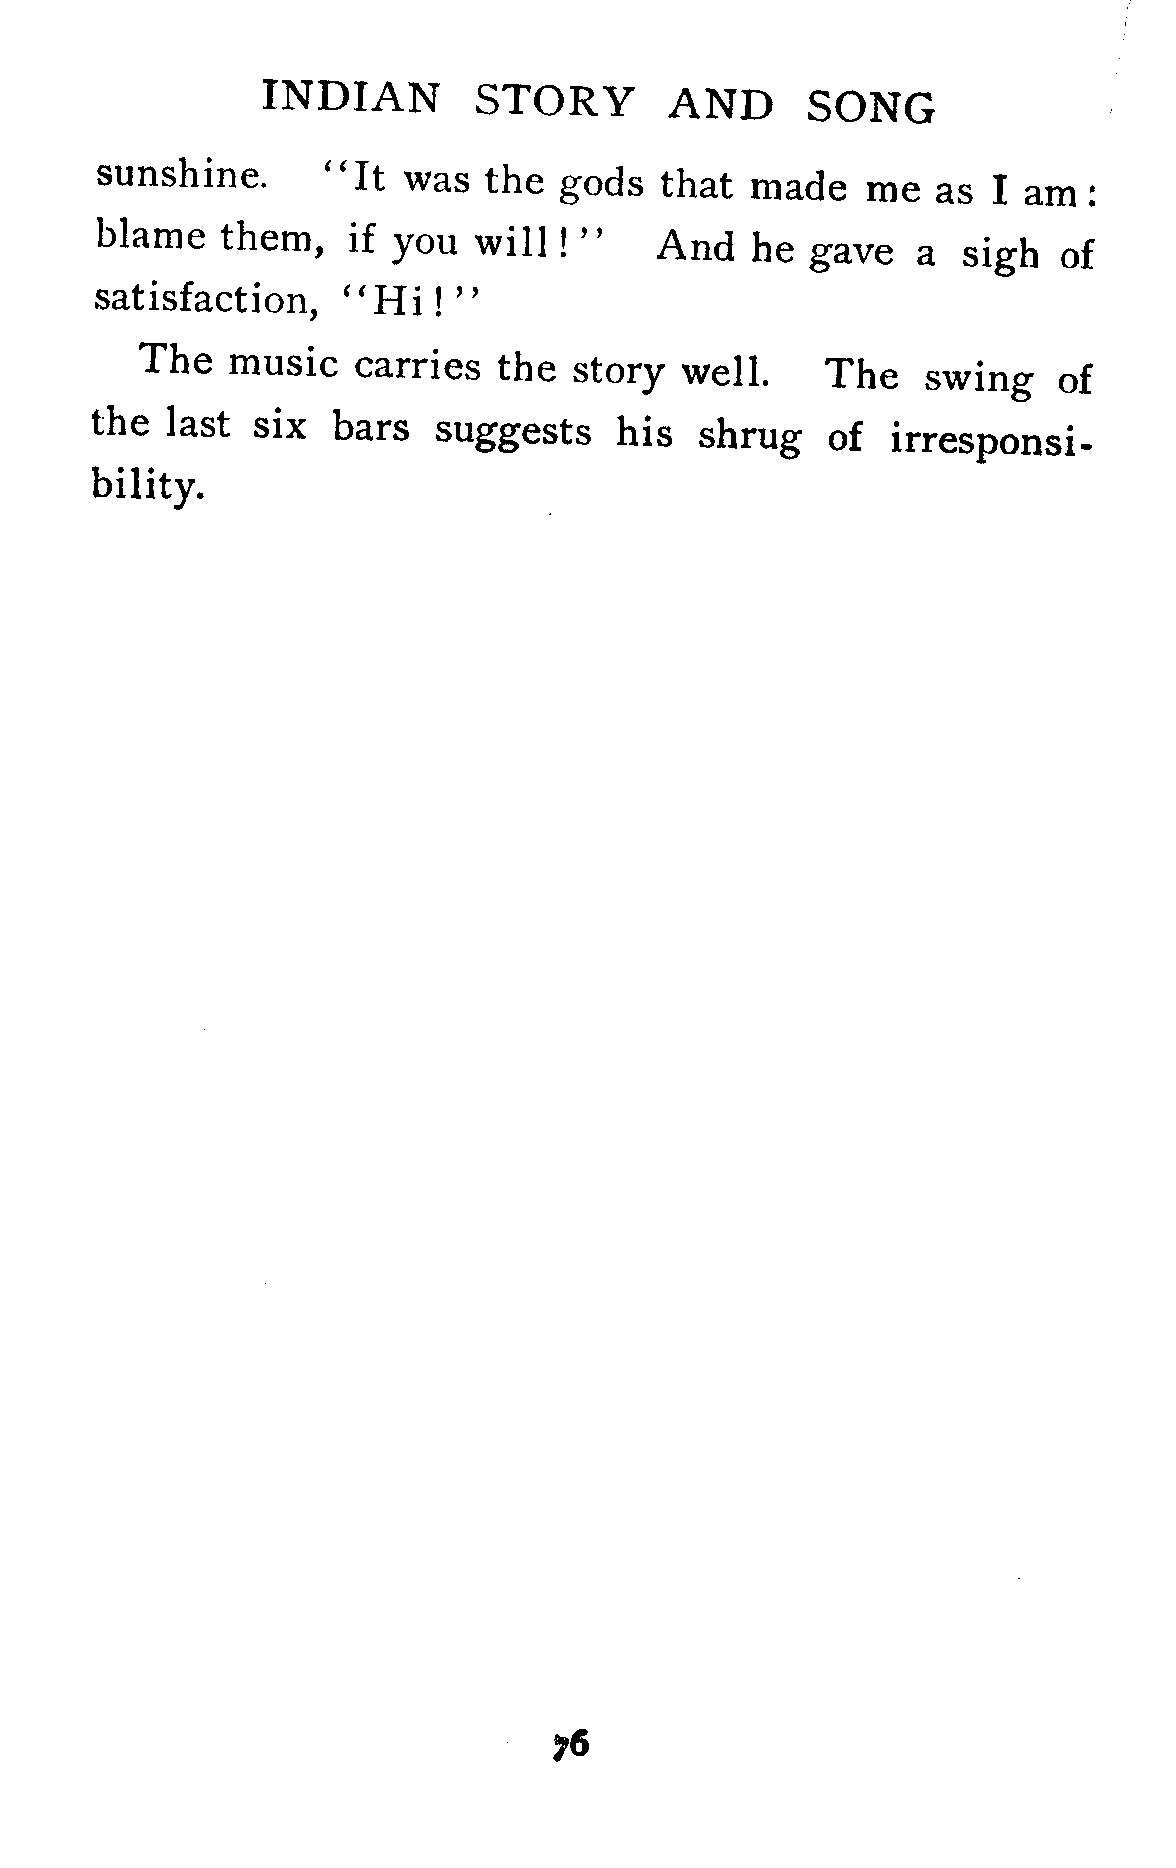 INDIAN STORY AND SONG
sunshine. "It was the gods that made me as I am:
blame them, if you will!" And he gave a sigh of
satisfaction, "Hi!"
The music carries the story well. The swing of
the last six bars suggests his shrug of irresponsi-
bility.
76